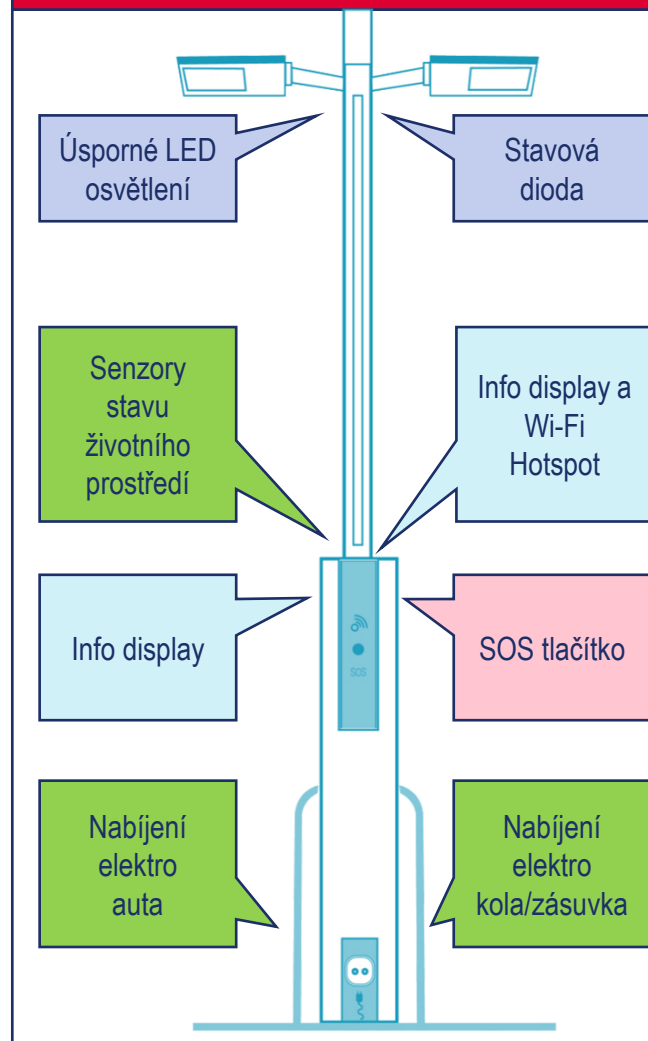 Úsporné LED
osvětlení
Stavová
dioda
Senzory
stavu
životního
prostředí
Info display a
Wi-Fi
Hotspot
Info display
SOS tlačítko
SOS
Nabíjení
elektro
auta
Nabíjení
elektro
kola/zásuvka